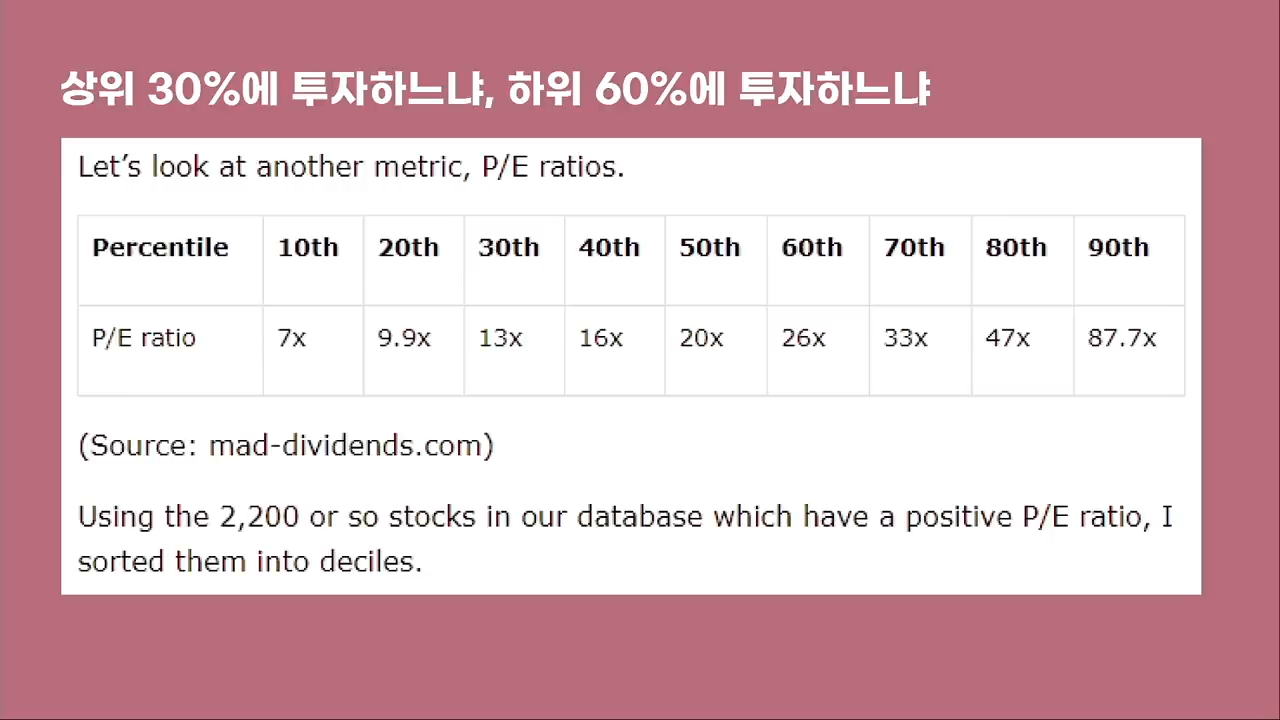 상위 30%에 투자하느냐, 하위 60%에 투자하느냐
Let’s look at another metric, P/E ratios.
Percentile 10th 20th 30th 40th 50th 60th 70th 80th 90th
P/E ratio 7x 9.9x 13x 16x 20x 26x 33x 47x 87.7x
(Source: mad-dividends.com)
Using the 2,200 or so stocks in our database which have a positive P/E ratio, I
sorted them into deciles.